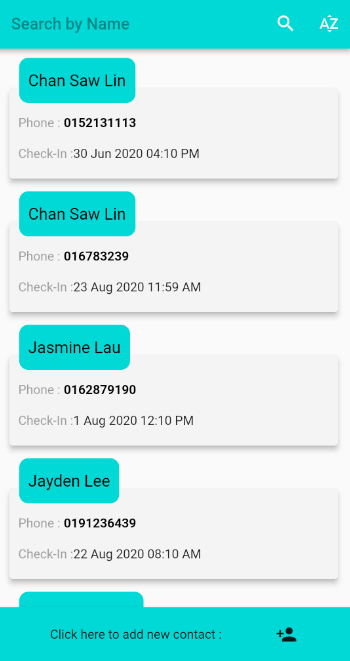 Search by Name
Chan Saw Lin
Phone : 0152131113
Check-In :30 Jun 2020 04:10 PM
Chan Saw Lin
Phone : 016783239
Check-In :23 Aug 2020 11:59 AM
Jasmine Lau
Phone : 0162879190
Check-In :1 Aug 2020 12:10 PM
Jayden Lee
Phone : 0191236439
Check-In :22 Aug 2020 08:10 AM
Click here to add new contact :